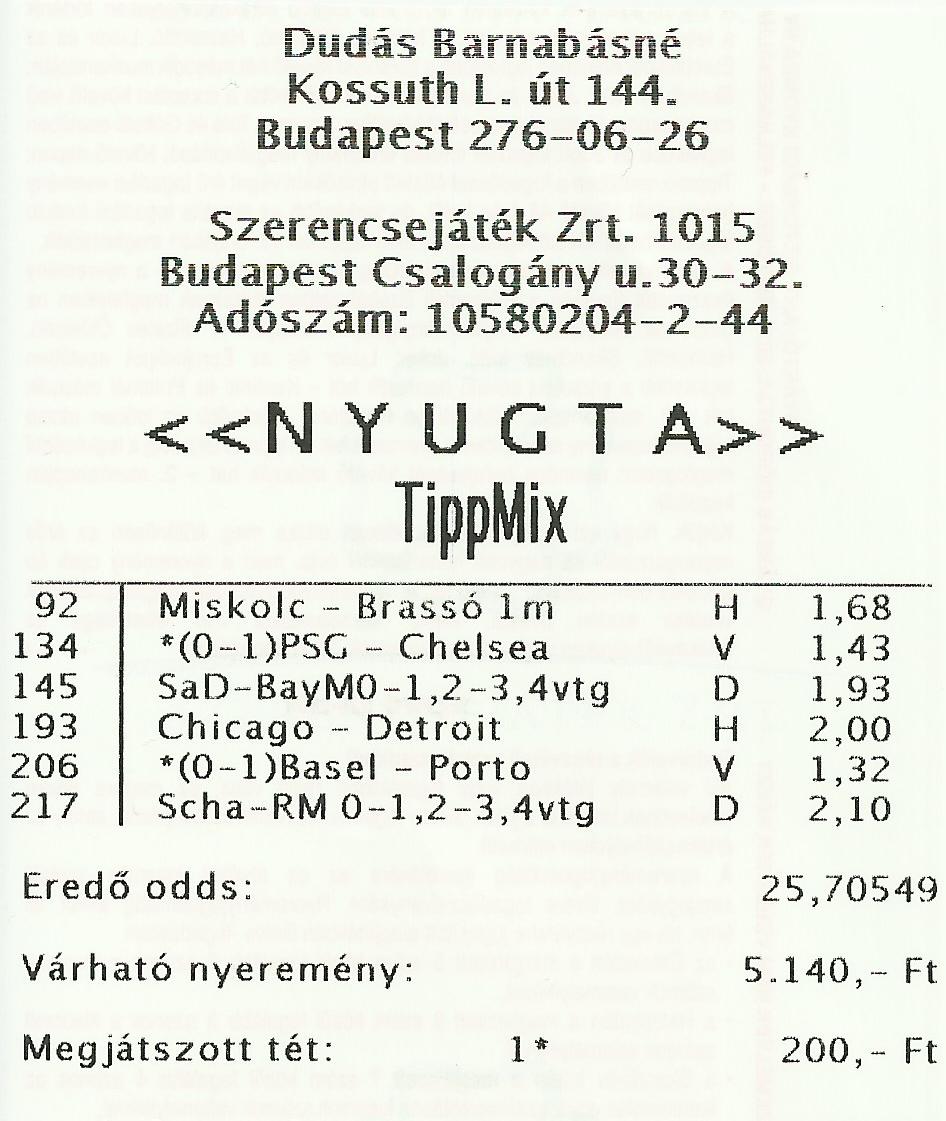 Dudás Barnabásné
Kossuth L. út 144.
Budapest 276-06-26
Szerencsejáték Zrt. 1015
Budapest Csalogány u.30-32.
Adószám: 10580204-2-44
<<N Y U G T A>>
TippMix
92 Miskolc - Brassó 1m H 1,68
134 *(0-1)PSG - Chelsea V 1,43
145 SaD-BayM0-1,2-3,4vtg D 1,93
193 Chicago - Detroit H 2,00
206 *(0-1)Basel - Porto V 1,32
217 Scha-RM 0-1,2-3,4vtg D 2,10
Eredő odds: 25,70549
Várható nyeremény: 5.140,- Ft
Megjátszott tét: 1* 200,- Ft